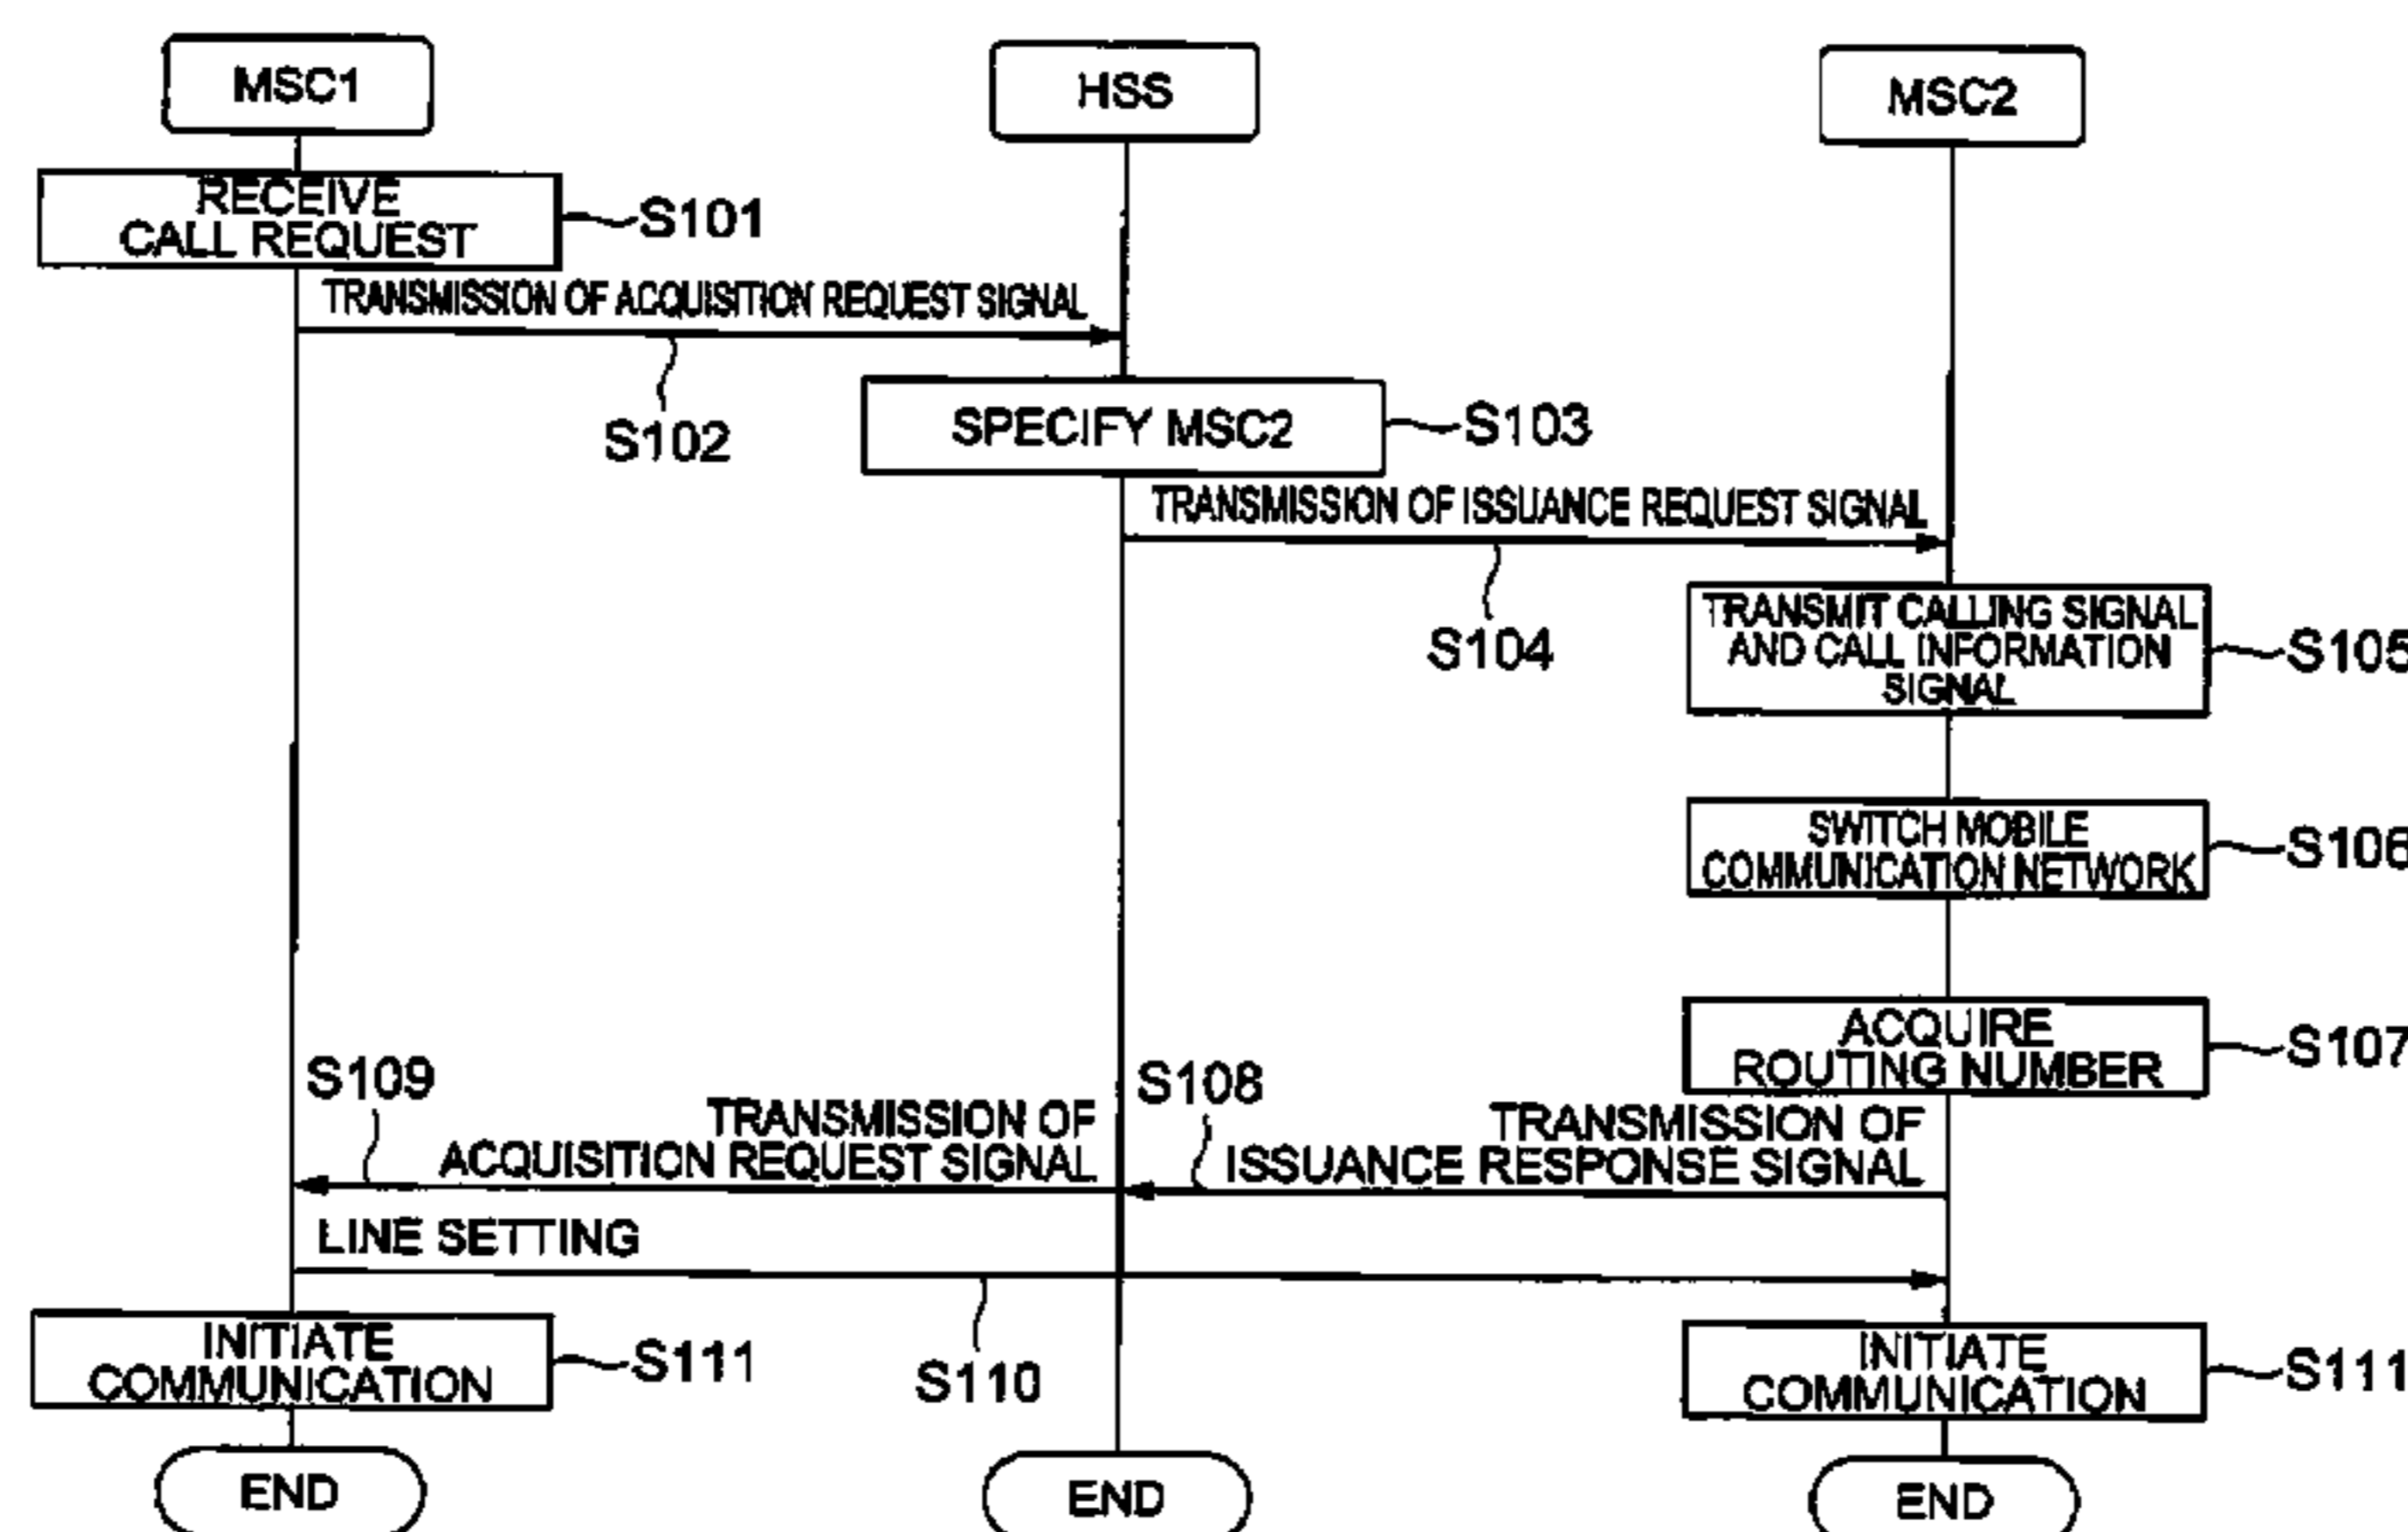 MSC1
HSS
MSC2
RECEIVE
CALL REQUEST
S101
TRANSMISSION OF ACQUISITION REQUEST SIGNAL
S102
SPECIFY MSC2
S103
TRANSMISSION OF ISSUANCE REQUEST SIGNAL
S104
TRANSMIT CALLING SIGNAL
AND CALL INFORMATION
SIGNAL
S105
SWITCH MOBILE
COMMUNICATION NETWORK
S106
ACQUIRE
ROUTING NUMBER
S107
S109
TRANSMISSION OF
ACQUISITION REQUEST SIGNAL
S108
TRANSMISSION OF
ISSUANCE RESPONSE SIGNAL
LINE SETTING
S110
INITIATE
COMMUNICATION
S111
INITIATE
COMMUNICATION
S111
END
END
END